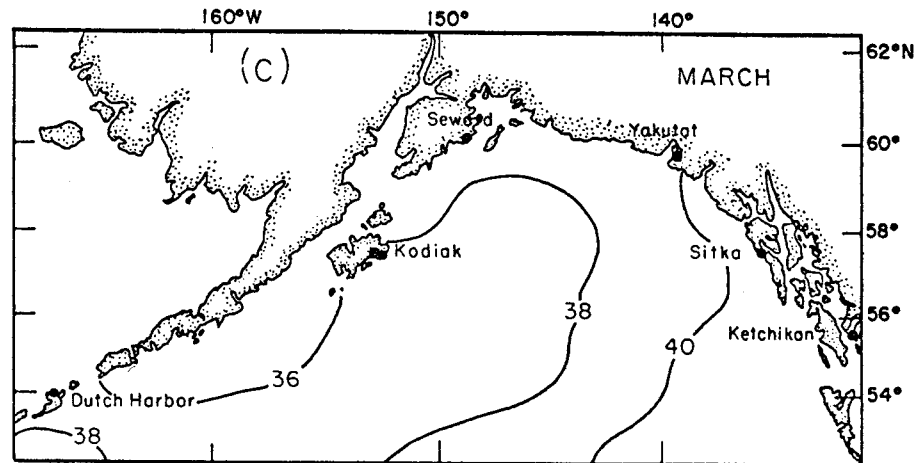 160°W 150° 140°
(C) MARCH 62°N
Seward Yakutat 60°
Kodiak Sitka 58°
38 56°
Ketchikan
40
36
Dutch Harbor 54°
38